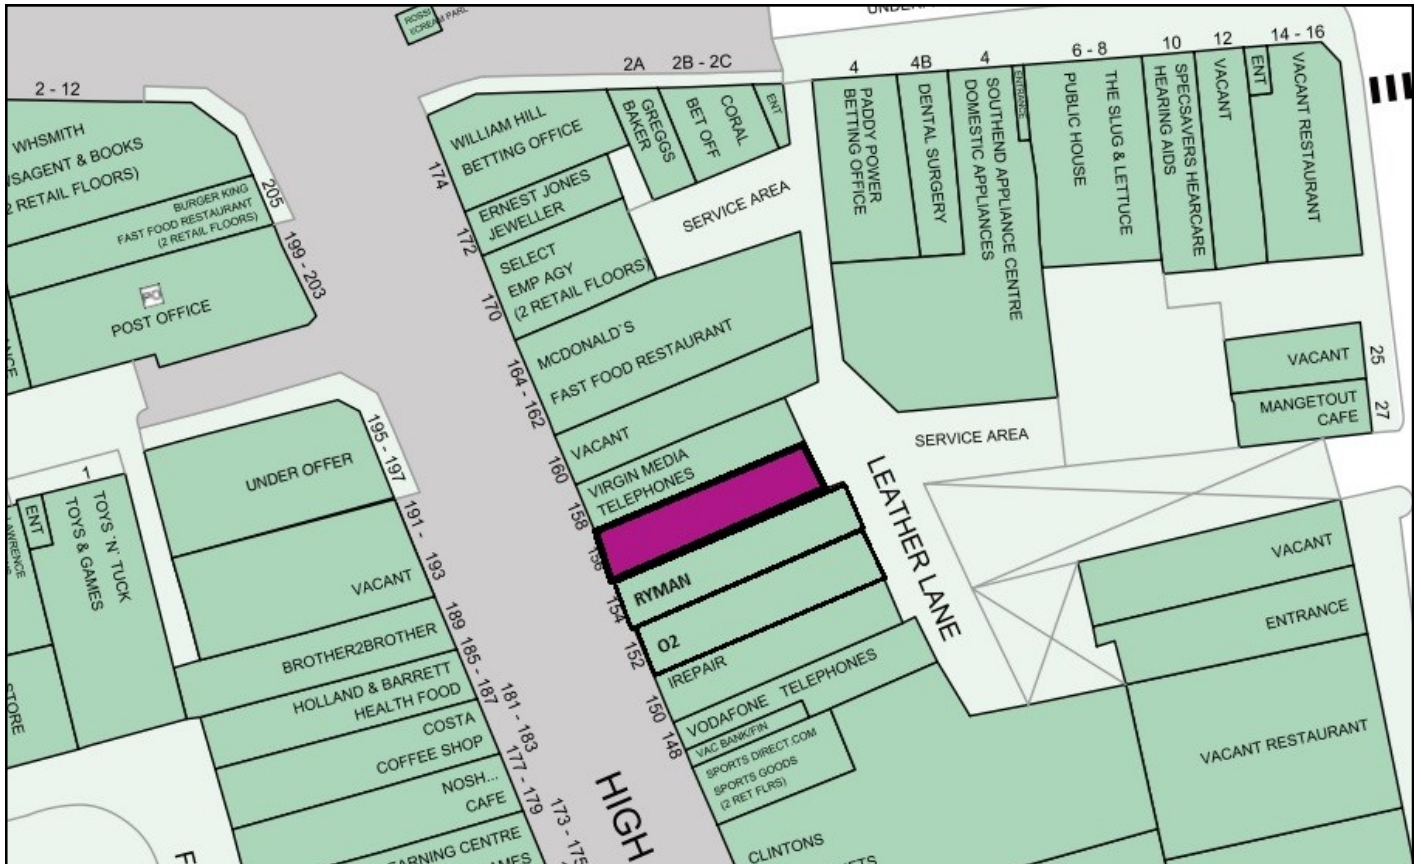 ROSSI
ICECREAM PARL
2 - 12
WHSMITH
& BOOKS
2 RETAIL FLOORS)
BURGER KING
FAST FOOD RESTAURANT
(2 RETAIL FLOORS)
205
199 - 203
PO
POST OFFICE
2A
2B - 2C
WILLIAM HILL
BETTING OFFICE
174
GREGGS
BAKER
CORAL
BET OFF
ENT
ERNEST JONES
JEWELLER
172
SELECT
EMP AGY
(2 RETAIL FLOORS)
170
SERVICE AREA
MCDONALD`S
FAST FOOD RESTAURANT
164 - 162
VACANT
160
VIRGIN MEDIA
TELEPHONES
158
156
RYMAN
154
O2
152
IREPAIR
150
VODAFONE TELEPHONES
148
VAC BANK/FIN
SPORTS DIRECT.COM
SPORTS GOODS
(2 RET FLRS)
CLINTONS
4
PADDY POWER
BETTING OFFICE
4B
DENTAL SURGERY
4
SOUTHEND APPLIANCE CENTRE
DOMESTIC APPLIANCES
ENTRANCE
6 - 8
THE SLUG & LETTUCE
PUBLIC HOUSE
10
SPECSAVERS HEARCARE
HEARING AIDS
12
VACANT
ENT
14 - 16
VACANT RESTAURANT
VACANT
25
MANGETOUT
CAFE
27
SERVICE AREA
LEATHER LANE
VACANT
ENTRANCE
VACANT RESTAURANT
195 - 197
UNDER OFFER
191 - 193
VACANT
189
BROTHER2BROTHER
185 - 187
HOLLAND & BARRETT
HEALTH FOOD
181 - 183
COSTA
COFFEE SHOP
177 - 179
NOSH...
CAFE
173 - 175
1
TOYS `N` TUCK
TOYS & GAMES
ENT
LAWRENCE
STORE
HIGH